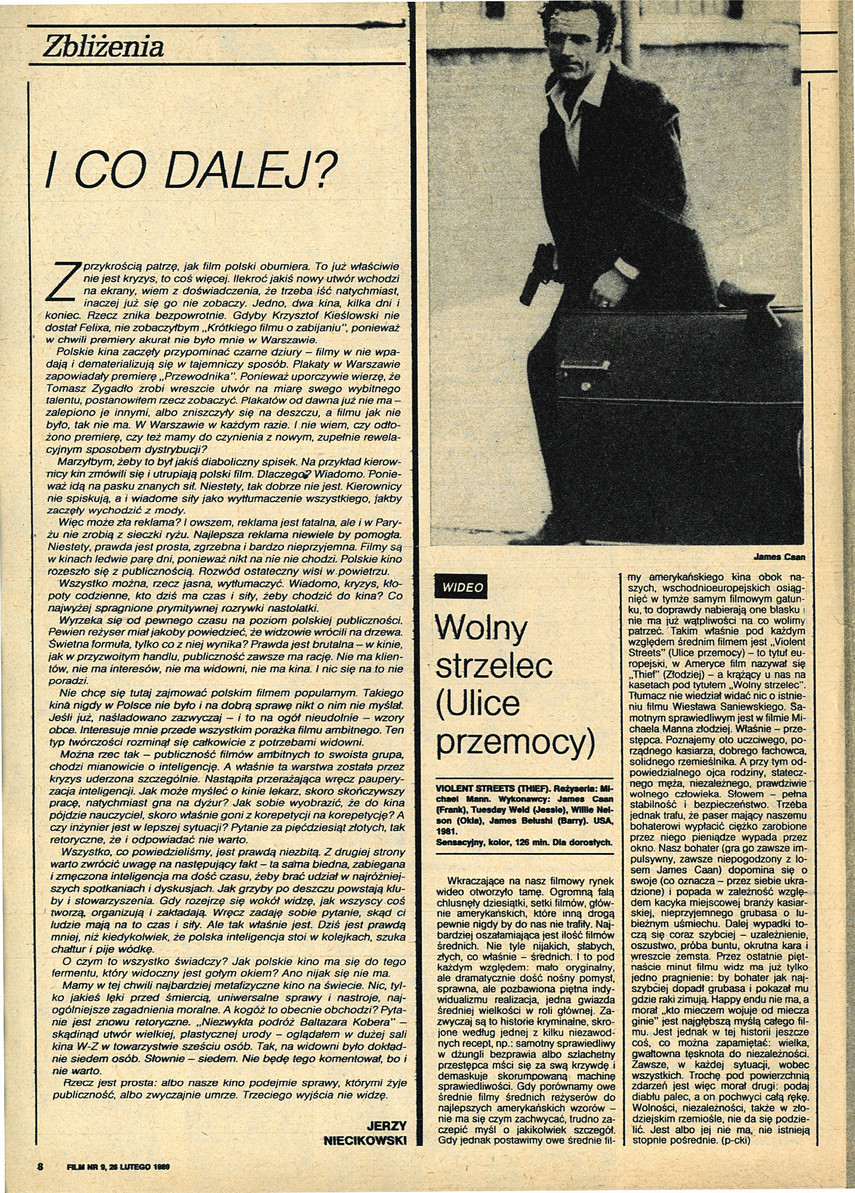 Zbliżenia
I CO DALEJ?
Z przykrością patrzę, jak film polski obumiera. To już właściwie
nie jest kryzys, to coś więcej. Ilekroć jakiś nowy utwór wchodzi
na ekrany, wiem z doświadczenia, że trzeba iść natychmiast,
inaczej już się go nie zobaczy. Jedno, dwa kina, kilka dni i
koniec. Rzecz znika bezpowrotnie. Gdyby Krzysztof Kieślowski nie
dostał Felixa, nie zobaczyłbym „Krótkiego filmu o zabijaniu", ponieważ
w chwili premiery akurat nie było mnie w Warszawie.
Polskie kina zaczęły przypominać czarne dziury – filmy w nie wpa-
dają i dematerializują się w tajemniczy sposób. Plakaty w Warszawie
zapowiadały premierę „Przewodnika". Ponieważ uporczywie wierzę, że
Tomasz Zygadło zrobi wreszcie utwór na miarę swego wybitnego
talentu, postanowiłem rzecz zobaczyć. Plakatów od dawna już nie ma –
zalepiono je innymi, albo zniszczyły się na deszczu, a filmu jak nie
było, tak nie ma. W Warszawie w każdym razie. I nie wiem, czy odło-
żono premierę, czy też mamy do czynienia z nowym, zupełnie rewela-
cyjnym sposobem dystrybucji?
Marzyłbym, żeby to był jakiś diaboliczny spisek. Na przykład kierow-
nicy kin zmówili się i utrupiają polski film. Dlaczego? Wiadomo. Ponie-
waż idą na pasku znanych sił. Niestety, tak dobrze nie jest. Kierownicy
nie spiskują, a i wiadome siły jako wytłumaczenie wszystkiego, jakby
zaczęły wychodzić z mody.
Więc może zła reklama? I owszem, reklama jest fatalna, ale i w Pary-
żu nie zrobią z sieczki ryżu. Najlepsza reklama niewiele by pomogła.
Niestety, prawda jest prosta, zgrzebna i bardzo nieprzyjemna. Filmy są
w kinach ledwie parę dni, ponieważ nikt na nie nie chodzi. Polskie kino
rozeszło się z publicznością. Rozwód ostateczny wisi w powietrzu.
Wszystko można, rzecz jasna, wytłumaczyć. Wiadomo, kryzys, kło-
poty codzienne, kto dziś ma czas i siły, żeby chodzić do kina? Co
najwyżej spragnione prymitywnej rozrywki nastolatki.
Wyrzeka się od pewnego czasu na poziom polskiej publiczności.
Pewien reżyser miał jakoby powiedzieć, że widzowie wrócili na drzewa.
Świetna formuła, tylko co z niej wynika? Prawda jest brutalna – w kinie,
jak w przyzwoitym handlu, publiczność zawsze ma rację. Nie ma klien-
tów, nie ma interesów, nie ma widowni, nie ma kina. I nic się na to nie
poradzi.
Nie chcę się tutaj zajmować polskim filmem popularnym. Takiego
kina nigdy w Polsce nie było i na dobrą sprawę nikt o nim nie myślał.
Jeśli już, naśladowano zazwyczaj – i to na ogół nieudolnie – wzory
obce. Interesuje mnie przede wszystkim porażka filmu ambitnego. Ten
typ twórczości rozminął się całkowicie z potrzebami widowni.
Można rzec tak – publiczność filmów ambitnych to swoista grupa,
chodzi mianowicie o inteligencję. A właśnie ta warstwa została przez
kryzys uderzona szczególnie. Nastąpiła przerażająca wręcz paupery-
zacja inteligencji. Jak może myśleć o kinie lekarz, skoro skończywszy
pracę, natychmiast gna na dyżur? Jak sobie wyobrazić, że do kina
pójdzie nauczyciel, skoro właśnie goni z korepetycji na korepetycję? A
czy inżynier jest w lepszej sytuacji? Pytanie za pięćdziesiąt złotych, tak
retoryczne, że i odpowiadać nie warto.
Wszystko, co powiedzieliśmy, jest prawdą niezbitą. Z drugiej strony
warto zwrócić uwagę na następujący fakt – ta sama biedna, zabiegana
i zmęczona inteligencja ma dość czasu, żeby brać udział w najróżniej-
szych spotkaniach i dyskusjach. Jak grzyby po deszczu powstają klu-
by i stowarzyszenia. Gdy rozejrzę się wokół widzę, jak wszyscy coś
tworzą, organizują i zakładają. Wręcz zadaję sobie pytanie, skąd ci
ludzie mają na to czas i siły. Ale tak właśnie jest. Dziś jest prawdą
mniej, niż kiedykolwiek, że polska inteligencja stoi w kolejkach, szuka
chałtur i pije wódkę.
O czym to wszystko świadczy? Jak polskie kino ma się do tego
fermentu, który widoczny jest gołym okiem? Ano nijak się nie ma.
Mamy w tej chwili najbardziej metafizyczne kino na świecie. Nic, tyl-
ko jakieś lęki przed śmiercią, uniwersalne sprawy i nastroje, naj-
ogólniejsze zagadnienia moralne. A kogóż to obecnie obchodzi? Pyta-
nie jest znowu retoryczne. „Niezwykła podróż Baltazara Kobera" –
skądinąd utwór wielkiej, plastycznej urody – oglądałem w dużej sali
kina W-Z w towarzystwie sześciu osób. Tak, na widowni było dokład-
nie siedem osób. Słownie – siedem. Nie będę tego komentował, bo i
nie warto.
Rzecz jest prosta: albo nasze kino podejmie sprawy, którymi żyje
publiczność, albo zwyczajnie umrze. Trzeciego wyjścia nie widzę.
JERZY
NIECIKOWSKI
James Caan
WIDEO
Wolny
strzelec
(Ulice
przemocy)
VIOLENT STREETS (THIEF). Reżyseria: Mi-
chael Mann. Wykonawcy: James Caan
(Frank), Tuesday Weld (Jessie), Willie Nel-
son (Okla), James Belushi (Barry). USA,
1981.
Sensacyjny, kolor, 126 min. Dla dorosłych.
Wkraczające na nasz filmowy rynek
wideo otworzyło tamę. Ogromną falą
chlusnęły dziesiątki, setki filmów, głów-
nie amerykańskich, które inną drogą
pewnie nigdy by do nas nie trafiły. Naj-
bardziej oszałamiająca jest ilość filmów
średnich. Nie tyle nijakich, słabych,
złych, co właśnie – średnich. I to pod
każdym względem: mało oryginalny,
ale dramatycznie dość nośny pomysł,
sprawna, ale pozbawiona piętna indy-
widualizmu realizacja, jedna gwiazda
średniej wielkości w roli głównej. Za-
zwyczaj są to historie kryminalne, skro-
jone według jednej z kilku niezawod-
nych recept, np.: samotny sprawiedliwy
w dżungli bezprawia albo szlachetny
przestępca mści się za swą krzywdę i
demaskuje skorumpowaną machinę
sprawiedliwości. Gdy porównamy owe
średnie filmy średnich reżyserów do
najlepszych amerykańskich wzorów –
nie ma się czym zachwycać, trudno za-
czepić myśl o jakikolwiek szczegół.
Gdy jednak postawimy owe średnie fil-
my amerykańskiego kina obok na-
szych, wschodnioeuropejskich osiąg-
nięć w tymże samym filmowym gatun-
ku, to doprawdy nabierają one blasku i
nie ma już wątpliwości na co wolimy
patrzeć. Takim właśnie pod każdym
względem średnim filmem jest „Violent
Streets" (Ulice przemocy) – to tytuł eu-
ropejski, w Ameryce film nazywał się
„Thief" (Złodziej) – a krążący u nas na
kasetach pod tytułem „Wolny strzelec".
Tłumacz nie wiedział widać nic o istnie-
niu filmu Wiesława Saniewskiego. Sa-
motnym sprawiedliwym jest w filmie Mi-
chaela Manna złodziej. Właśnie – prze-
stępca. Poznajemy oto uczciwego, po-
rządnego kasiarza, dobrego fachowca,
solidnego rzemieślnika. A przy tym od-
powiedzialnego ojca rodziny, statecz-
nego męża, niezależnego, prawdziwie
wolnego człowieka. Słowem – pełna
stabilność i bezpieczeństwo. Trzeba
jednak trafu, że paser mający naszemu
bohaterowi wypłacić ciężko zarobione
przez niego pieniądze wypada przez
okno. Nasz bohater (gra go zawsze im-
pulsywny, zawsze niepogodzony z lo-
sem James Caan) dopomina się o
swoje (co oznacza – przez siebie ukra-
dzione) i popada w zależność wzglę-
dem kacyka miejscowej branży kasiar-
skiej, nieprzyjemnego grubasa o lu-
bieżnym uśmiechu. Dalej wypadki to-
czą się coraz szybciej – uzależnienie,
oszustwo, próba buntu, okrutna kara i
wreszcie zemsta. Przez ostatnie pięt-
naście minut filmu widz ma już tylko
jedno pragnienie: by bohater jak naj-
szybciej dopadł grubasa i pokazał mu
gdzie raki zimują. Happy endu nie ma, a
morał „kto mieczem wojuje od miecza
ginie" jest najgłębszą myślą całego fil-
mu. Jest jednak w tej historii jeszcze
coś, co można zapamiętać: wielka,
gwałtowna tęsknota do niezależności.
Zawsze, w każdej sytuacji, wobec
wszystkich. Trochę pod powierzchnią
zdarzeń jest więc morał drugi: podaj
diabłu palec, a on pochwyci całą rękę.
Wolności, niezależności, także w zło-
dziejskim rzemiośle, nie da się podzie-
lić. Jest albo jej nie ma, nie istnieją
stopnie pośrednie. (p-cki)
8 FILM NR 9, 26 LUTEGO 1989